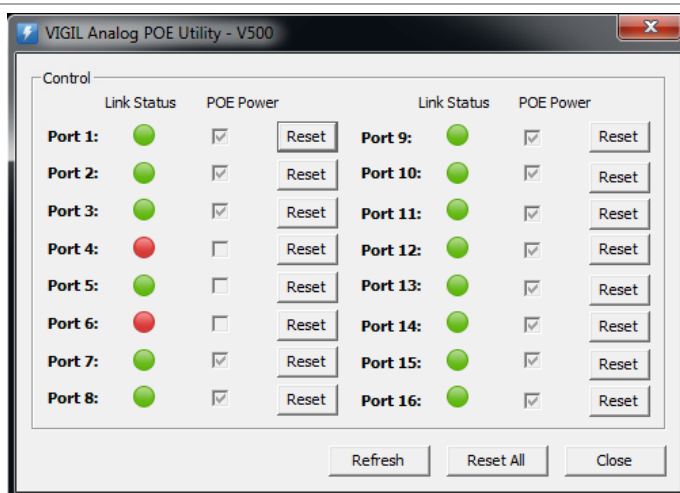 VIGIL Analog POE Utility - V500
x
Control
Link Status POE Power Link Status POE Power
Port 1: Reset Port 9: Reset
Port 2: Reset Port 10: Reset
Port 3: Reset Port 11: Reset
Port 4: Reset Port 12: Reset
Port 5: Reset Port 13: Reset
Port 6: Reset Port 14: Reset
Port 7: Reset Port 15: Reset
Port 8: Reset Port 16: Reset
Refresh Reset All Close